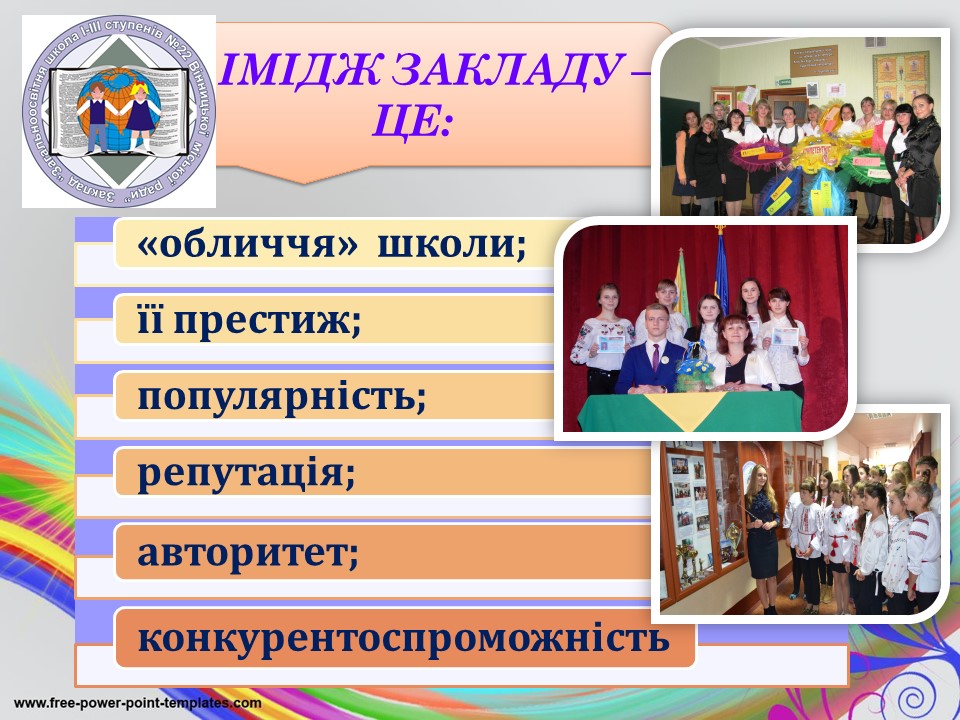 Заклад "Загальноосвітня школа І-ІІІ ступенів №22 Вінницької міської ради"
ІМІДЖ ЗАКЛАДУ –
ЦЕ:
«обличчя» школи;
її престиж;
популярність;
репутація;
авторитет;
конкурентоспроможність
www.free-power-point-templates.com